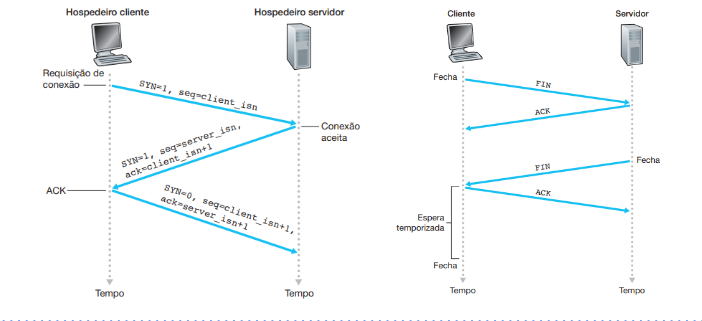 Hospedeiro cliente
Hospedeiro servidor
Requisição de
conexão
SYN=1, seq=client_isn
Conexão
aceita
SYN=1, seq=server_isn,
ack=client_isn+1
ACK
SYN=0, seq=client_isn+1,
ack=server_isn+1
Tempo
Tempo
Cliente
Servidor
Fecha
FIN
ACK
Fecha
FIN
ACK
Espera
temporizada
Fecha
Tempo
Tempo